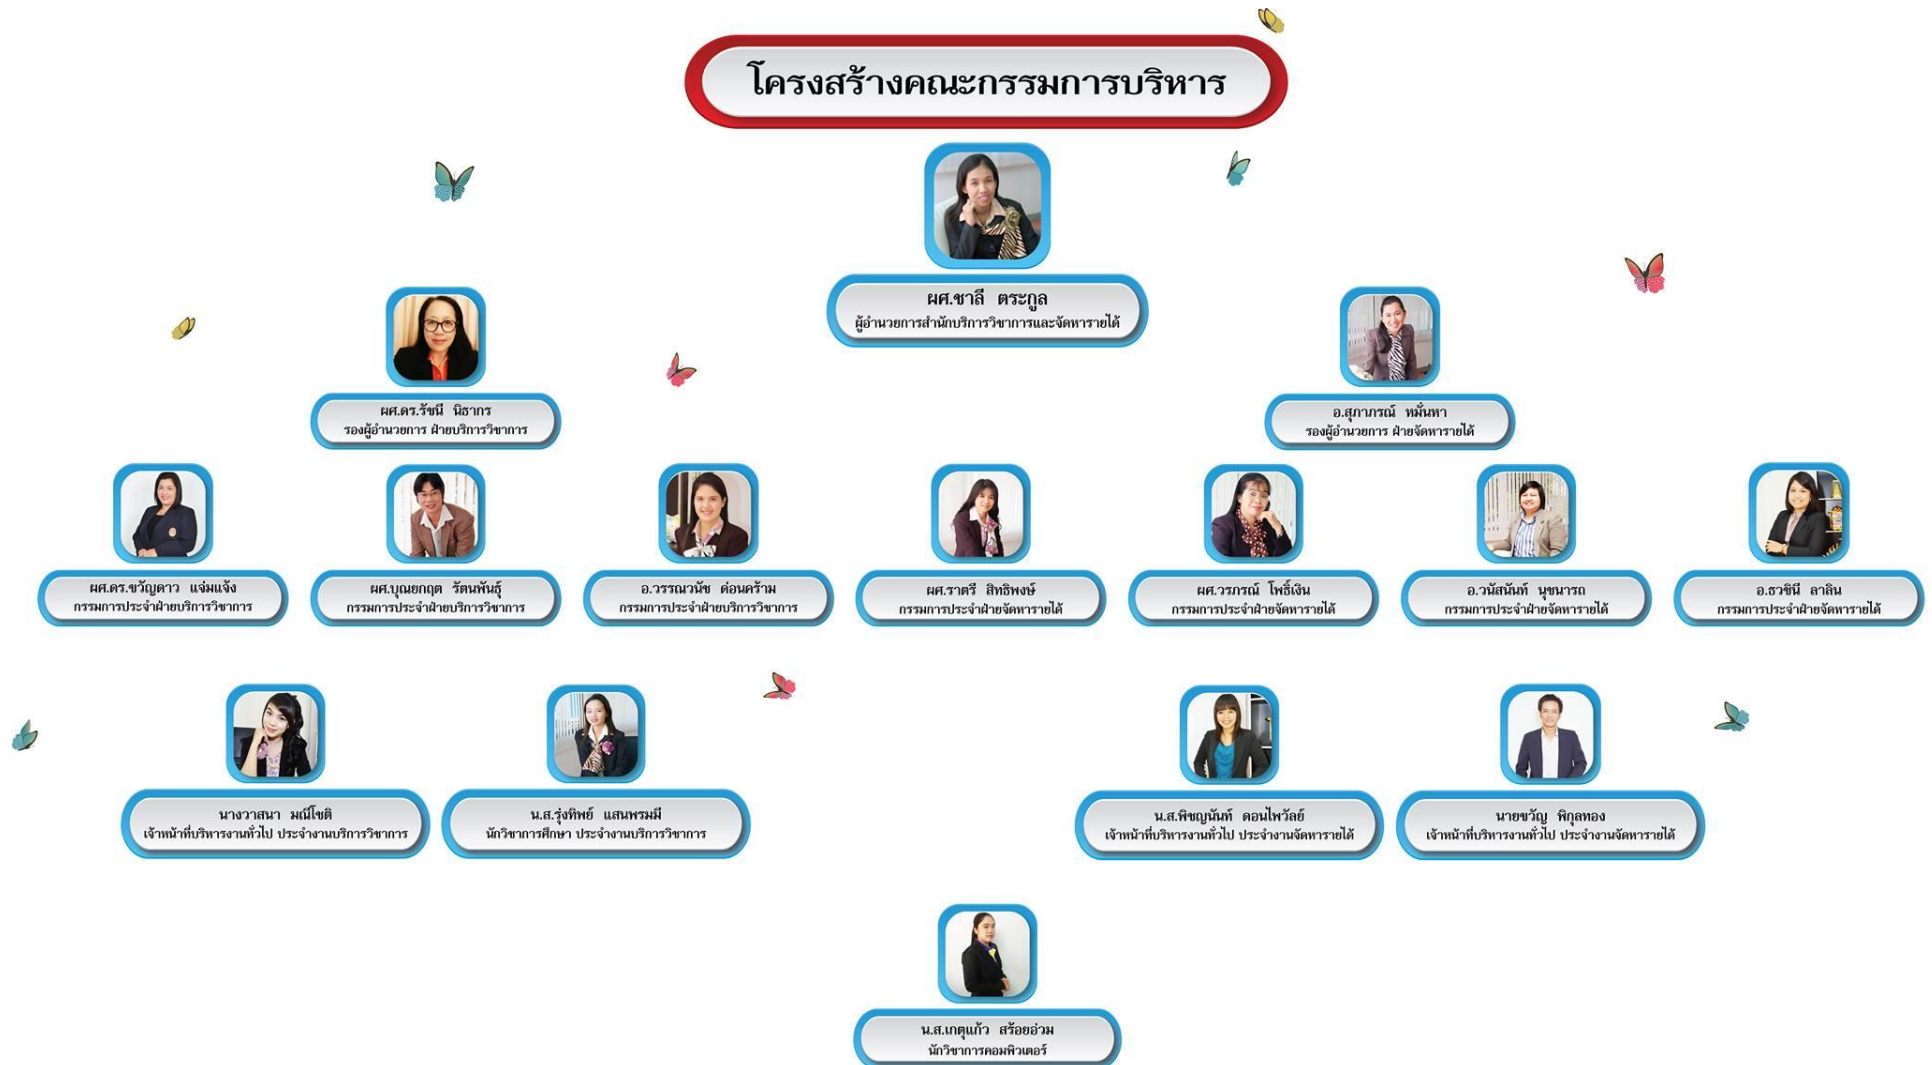 โครงสร้างคณะกรรมการบริหาร
ผศ.ชาลี ตระกูล
ผู้อำนวยการสำนักบริการวิชาการและจัดหารายได้
ผศ.ดร.รัชนี นิธากร
รองผู้อำนวยการ ฝ่ายบริการวิชาการ
อ.สุภาภรณ์ หมั่นหา
รองผู้อำนวยการ ฝ่ายจัดหารายได้
ผศ.ดร.ขวัญดาว แจ่มแจ้ง
กรรมการประจำฝ่ายบริการวิชาการ
ผศ.บุณยกฤต รัตนพันธุ์
กรรมการประจำฝ่ายบริการวิชาการ
อ.วรรณวนัช ด่อนคร้าม
กรรมการประจำฝ่ายบริการวิชาการ
ผศ.ราตรี สิทธิพงษ์
กรรมการประจำฝ่ายจัดหารายได้
ผศ.วรภรณ์ โพธิ์เงิน
กรรมการประจำฝ่ายจัดหารายได้
อ.วนัสนันท์ นุชนารถ
กรรมการประจำฝ่ายจัดหารายได้
อ.ธวชินี ลาลิน
กรรมการประจำฝ่ายจัดหารายได้
นางวาสนา มณีโชติ
เจ้าหน้าที่บริหารงานทั่วไป ประจำงานบริการวิชาการ
น.ส.รุ่งทิพย์ แสนพรมมี
นักวิชาการศึกษา ประจำงานบริการวิชาการ
น.ส.พิชญนันท์ ดอนไพวัลย์
เจ้าหน้าที่บริหารงานทั่วไป ประจำงานจัดหารายได้
นายขวัญ พิกุลทอง
เจ้าหน้าที่บริหารงานทั่วไป ประจำงานจัดหารายได้
น.ส.เกตุแก้ว สร้อยอ่วม
นักวิชาการคอมพิวเตอร์